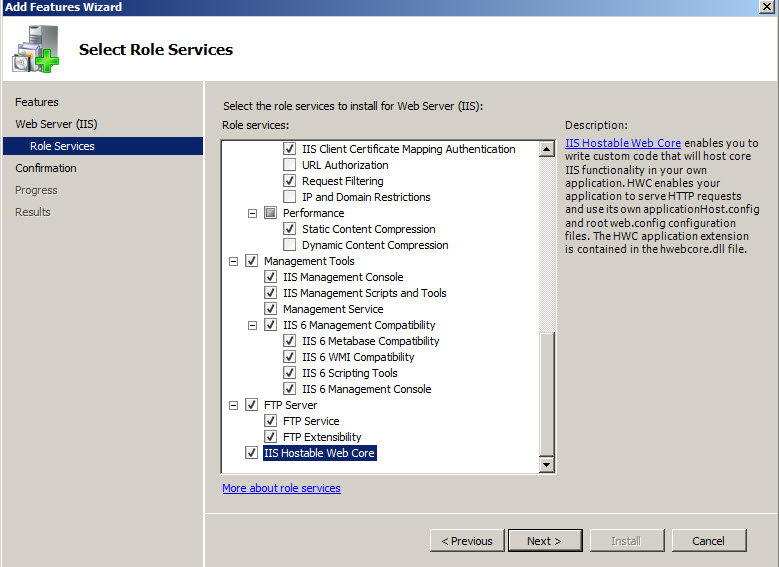 Add Features Wizard
Select Role Services
Features
Web Server (IIS)
Role Services
Confirmation
Progress
Results
Select the role services to install for Web Server (IIS):
Role services:
IIS Client Certificate Mapping Authentication
URL Authorization
Request Filtering
IP and Domain Restrictions
Performance
Static Content Compression
Dynamic Content Compression
Management Tools
IIS Management Console
IIS Management Scripts and Tools
Management Service
IIS 6 Management Compatibility
IIS 6 Metabase Compatibility
IIS 6 WMI Compatibility
IIS 6 Scripting Tools
IIS 6 Management Console
FTP Server
FTP Service
FTP Extensibility
IIS Hostable Web Core
More about role services
Description:
IIS Hostable Web Core enables you to
write custom code that will host core
IIS functionality in your own
application. HWC enables your
application to serve HTTP requests
and use its own applicationHost.config
and root web.config configuration
files. The HWC application extension
is contained in the hwebcore.dll file.
< Previous
Next >
Install
Cancel